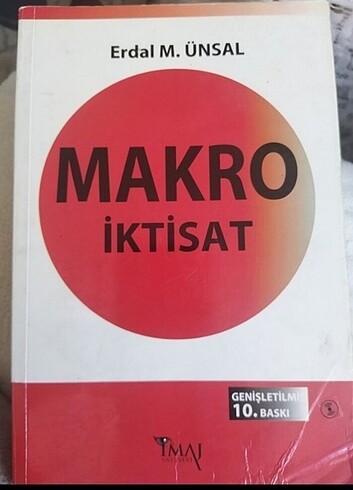 Erdal M. ÜNSAL
MAKRO
İKTİSAT
GENİŞLETİLMİ
10. BASKI
İMAJ